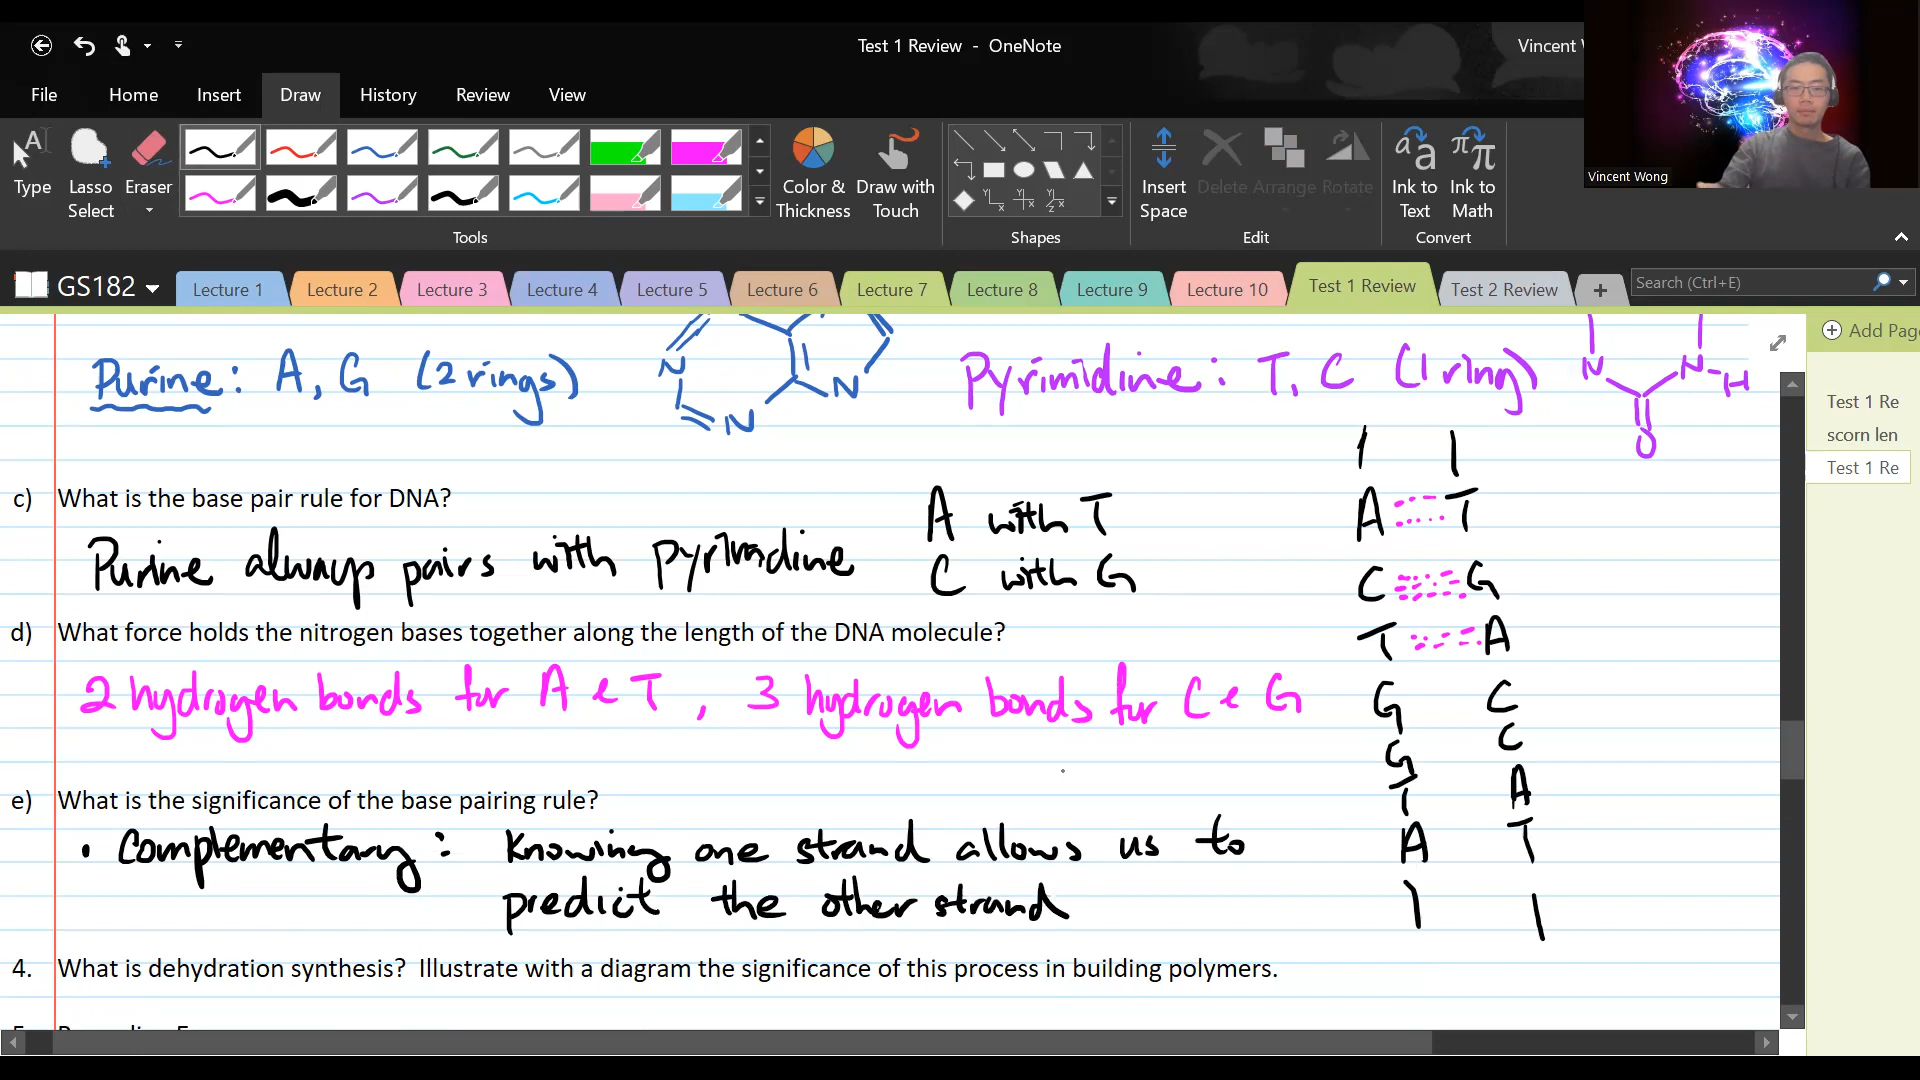 Test 1 Review - OneNote
Vincent W
File Home Insert Draw History Review View
Type
Lasso Select
Eraser
Color & Thickness
Draw with Touch
Insert Space
Delete Arrange Rotate
Ink to Text
Ink to Math
Tools
Shapes
Edit
Convert
Vincent Wong
GS182
Lecture 1 Lecture 2 Lecture 3 Lecture 4 Lecture 5 Lecture 6 Lecture 7 Lecture 8 Lecture 9 Lecture 10 Test 1 Review Test 2 Review
Search (Ctrl+E)
Add Pag
Test 1 Re
scorn len
Test 1 Re
Purine: A, G (2 rings)
N
N
N
Pyrimidine: T, C (1 ring)
N
N-H
O
c) What is the base pair rule for DNA?
Purine always pairs with pyrimadine
A with T
C with G
d) What force holds the nitrogen bases together along the length of the DNA molecule?
2 hydrogen bonds for A & T, 3 hydrogen bonds for C & G
e) What is the significance of the base pairing rule?
• Complementary: Knowing one strand allows us to
predict the other strand
A T
C G
T A
G C
G C
T A
A T
4. What is dehydration synthesis? Illustrate with a diagram the significance of this process in building polymers.